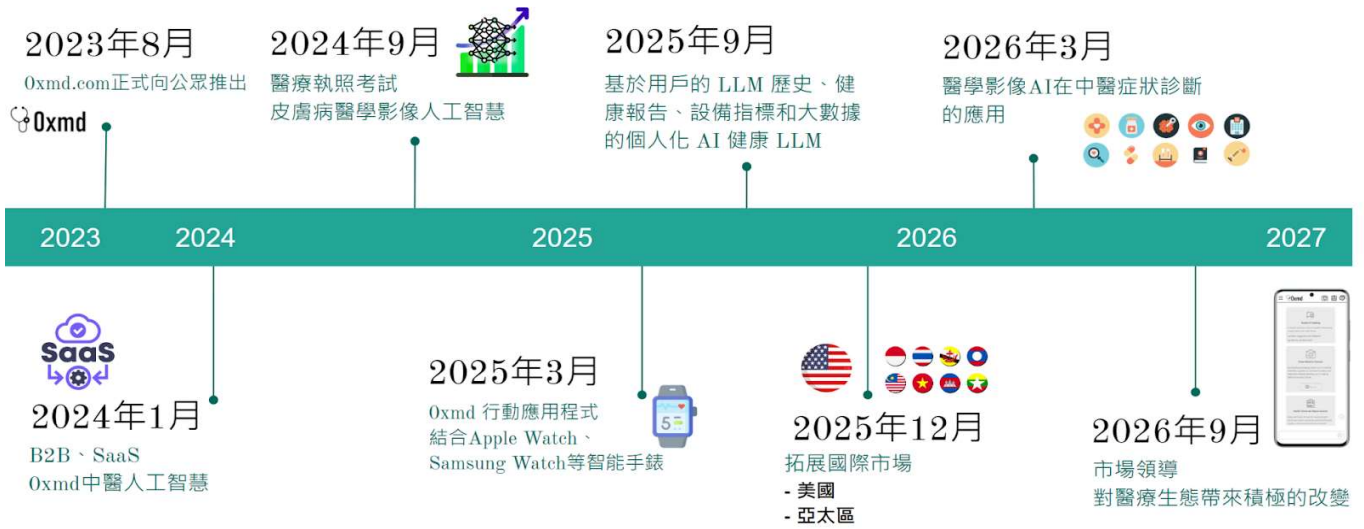 2023年8月
0xmd.com正式向公眾推出
0xmd
2024年9月
醫療執照考試
皮膚病醫學影像人工智慧
2025年9月
基於用戶的 LLM 歷史、健
康報告、設備指標和大數據
的個人化 AI 健康 LLM
2026年3月
醫學影像AI在中醫症狀診斷
的應用
2023
2024
2025
2026
2027
SaaS
2024年1月
B2B、SaaS
0xmd中醫人工智慧
2025年3月
0xmd 行動應用程式
結合Apple Watch、
Samsung Watch等智能手錶
5
2025年12月
拓展國際市場
- 美國
- 亞太區
2026年9月
市場領導
對醫療生態帶來積極的改變
0xmd